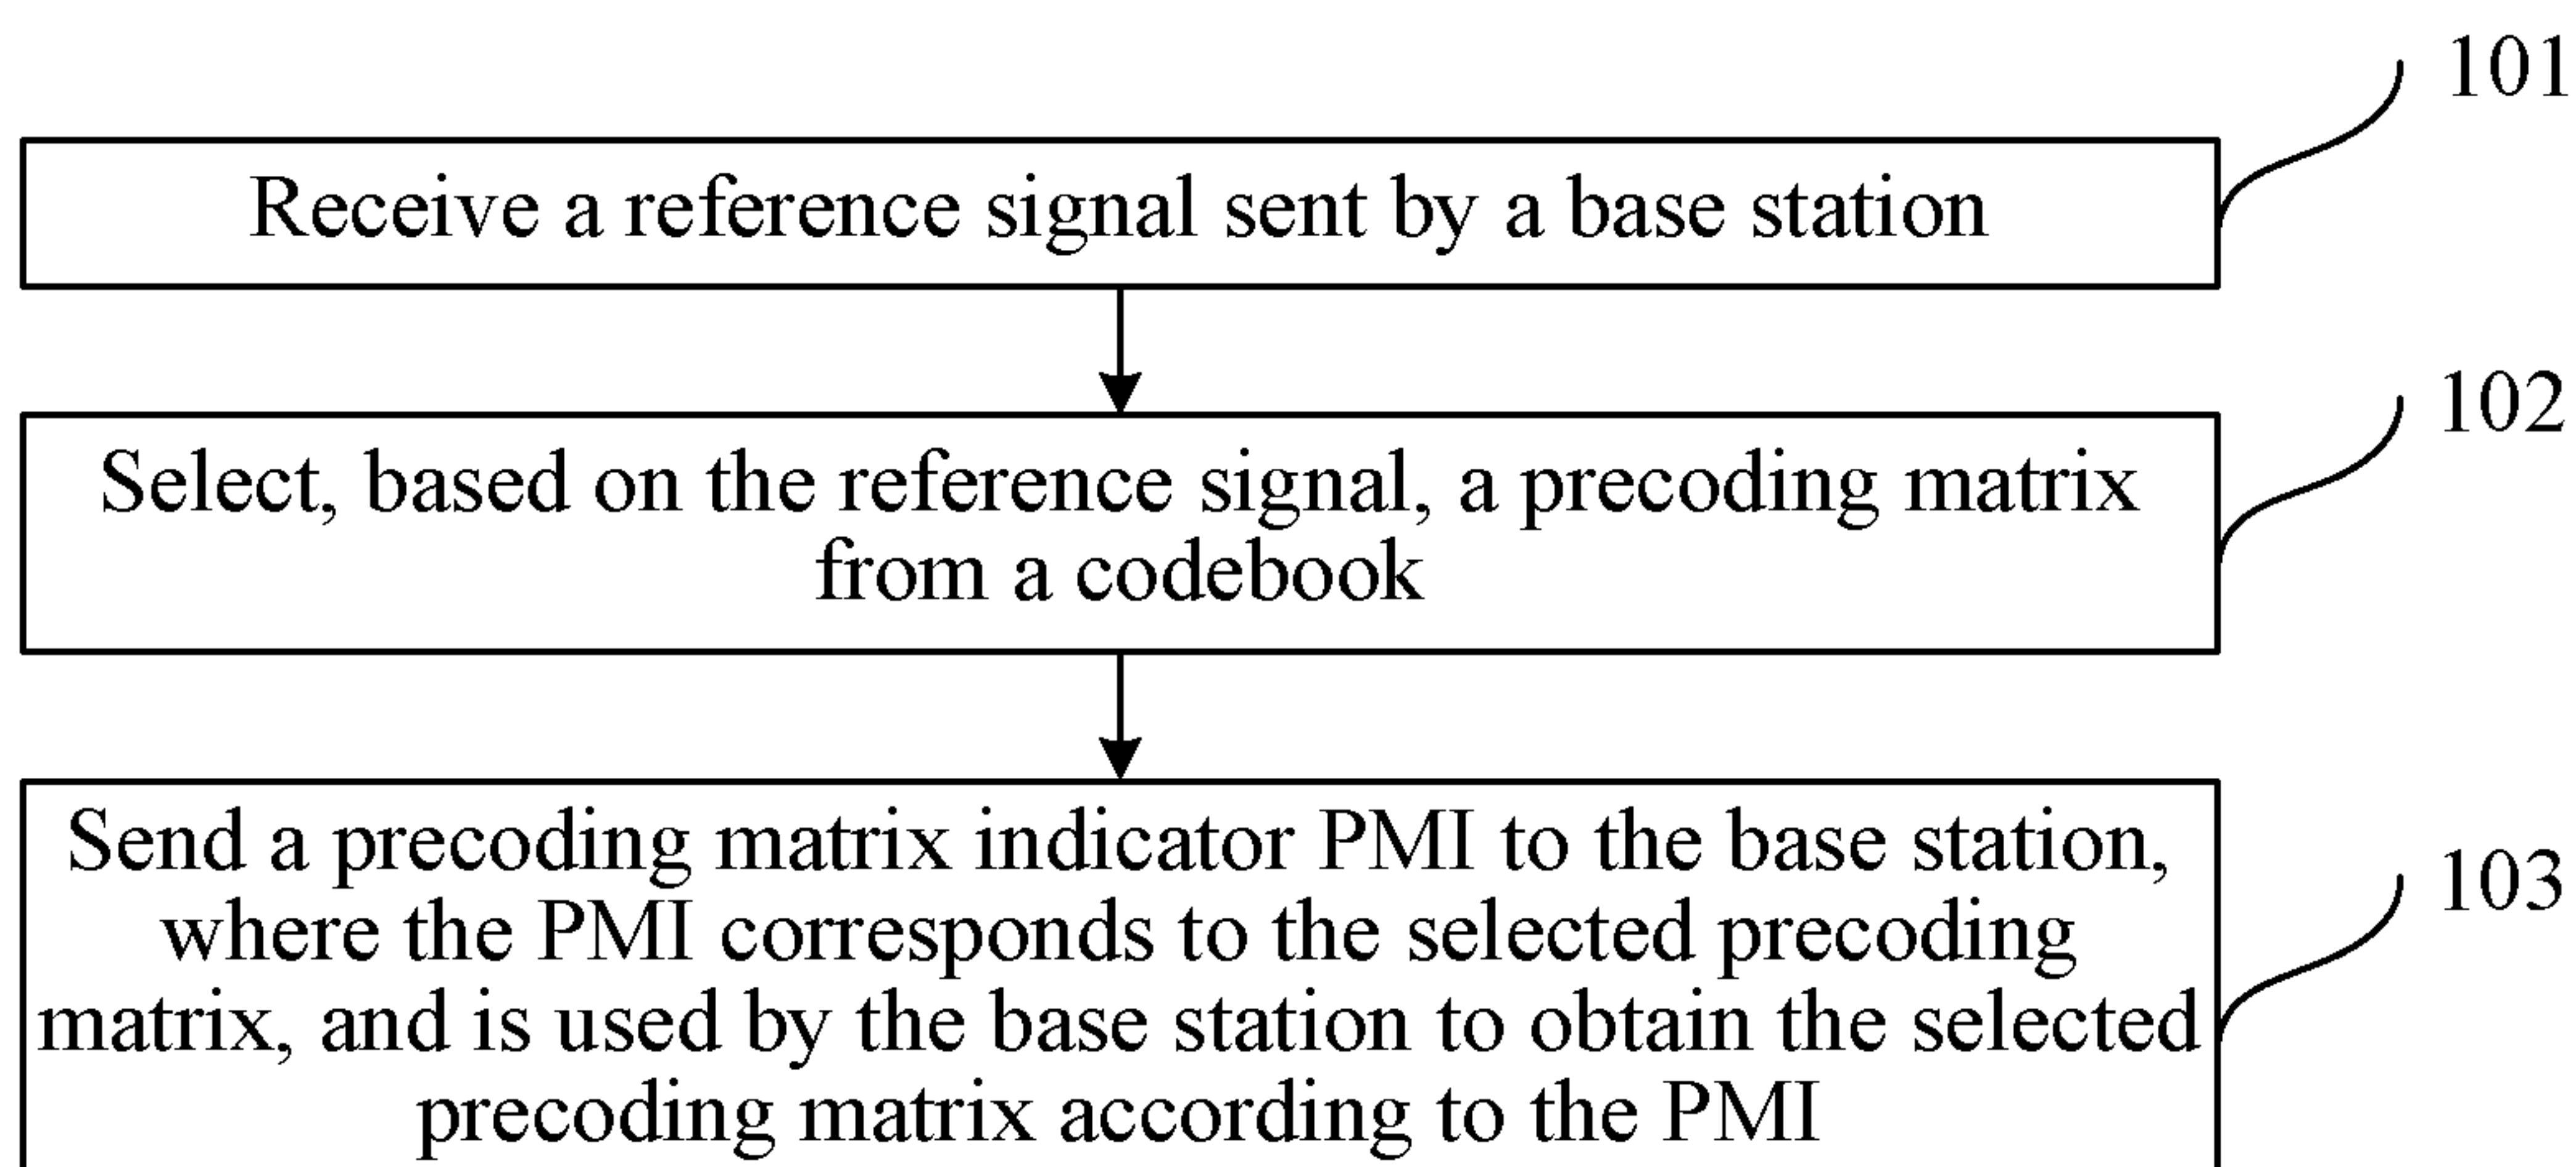 101
Receive a reference signal sent by a base station
102
Select, based on the reference signal, a precoding matrix
from a codebook
103
Send a precoding matrix indicator PMI to the base station,
where the PMI corresponds to the selected precoding
matrix, and is used by the base station to obtain the selected
precoding matrix according to the PMI